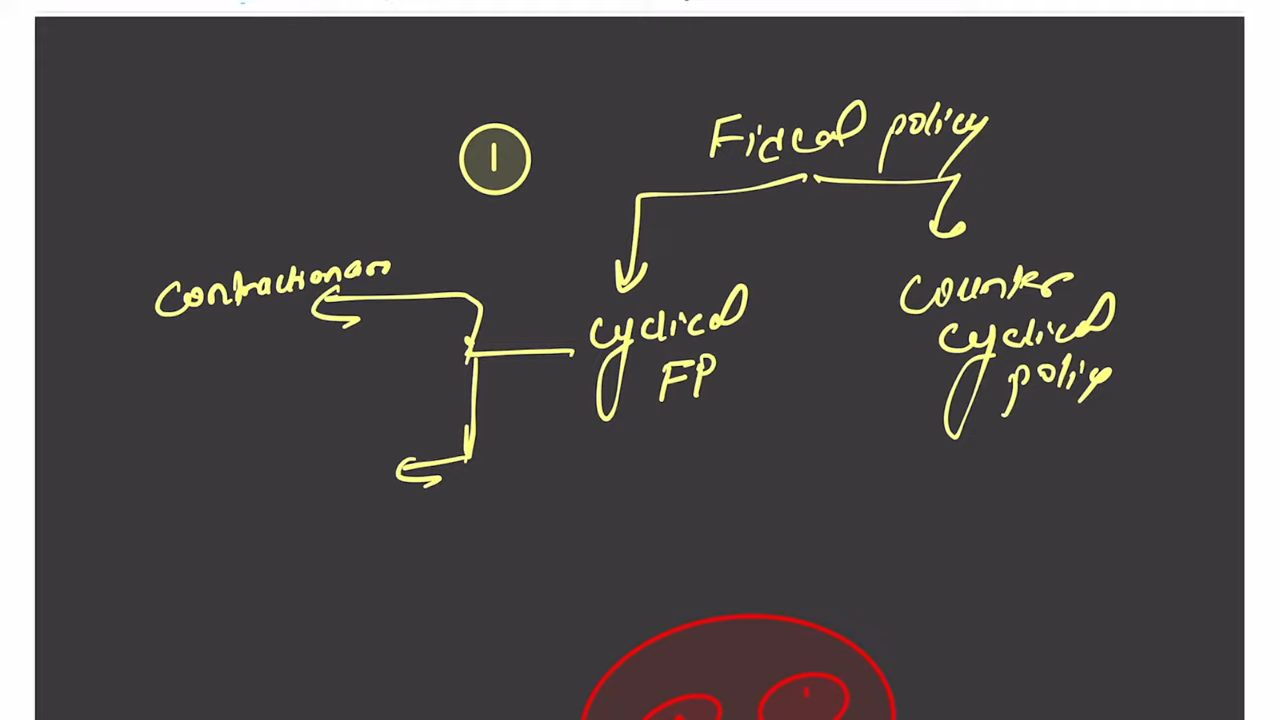 1
Fiscal policy
contractionary
cyclical
FP
counter
cyclical
policy